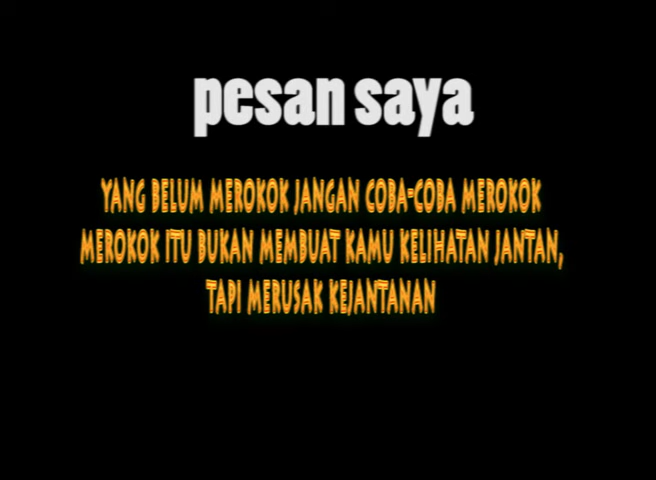 pesan saya
YANG BELUM MEROKOK JANGAN COBA-COBA MEROKOK
MEROKOK ITU BUKAN MEMBUAT KAMU KELIHATAN JANTAN,
TAPI MERUSAK KEJANTANAN